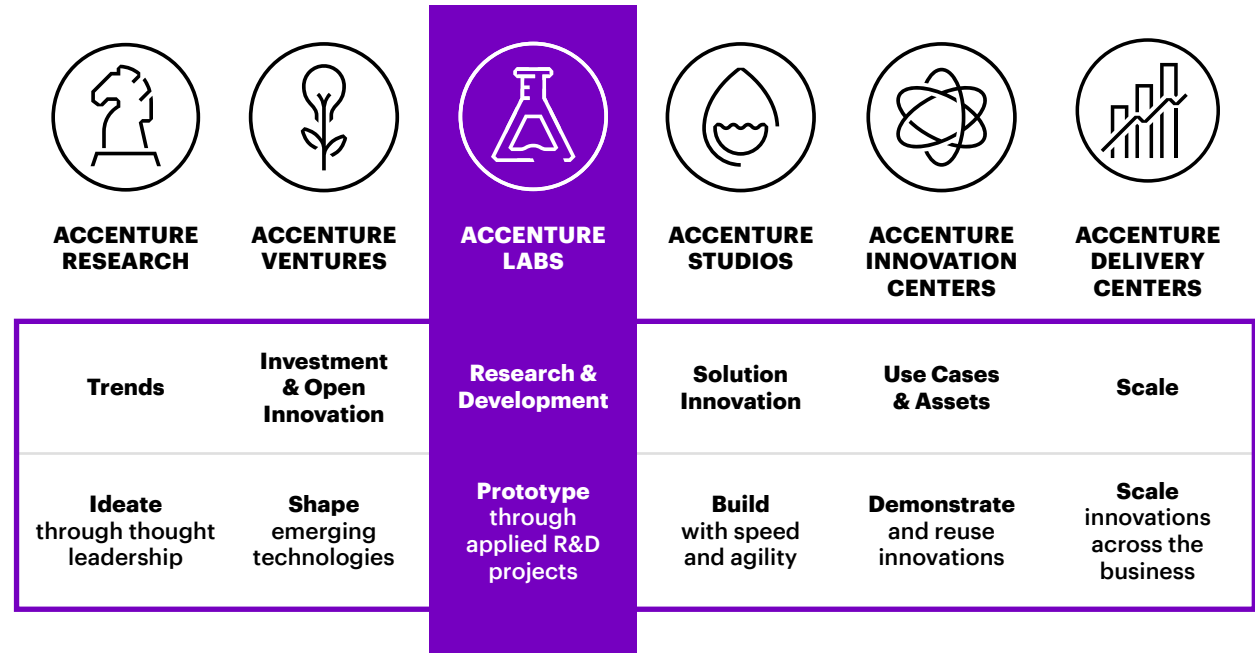 ACCENTURE
RESEARCH
ACCENTURE
VENTURES
ACCENTURE
LABS
ACCENTURE
STUDIOS
ACCENTURE
INNOVATION
CENTERS
ACCENTURE
DELIVERY
CENTERS
Trends
Investment
& Open
Innovation
Research &
Development
Solution
Innovation
Use Cases
& Assets
Scale
Ideate
through thought
leadership
Shape
emerging
technologies
Prototype
through
applied R&D
projects
Build
with speed
and agility
Demonstrate
and reuse
innovations
Scale
innovations
across the
business